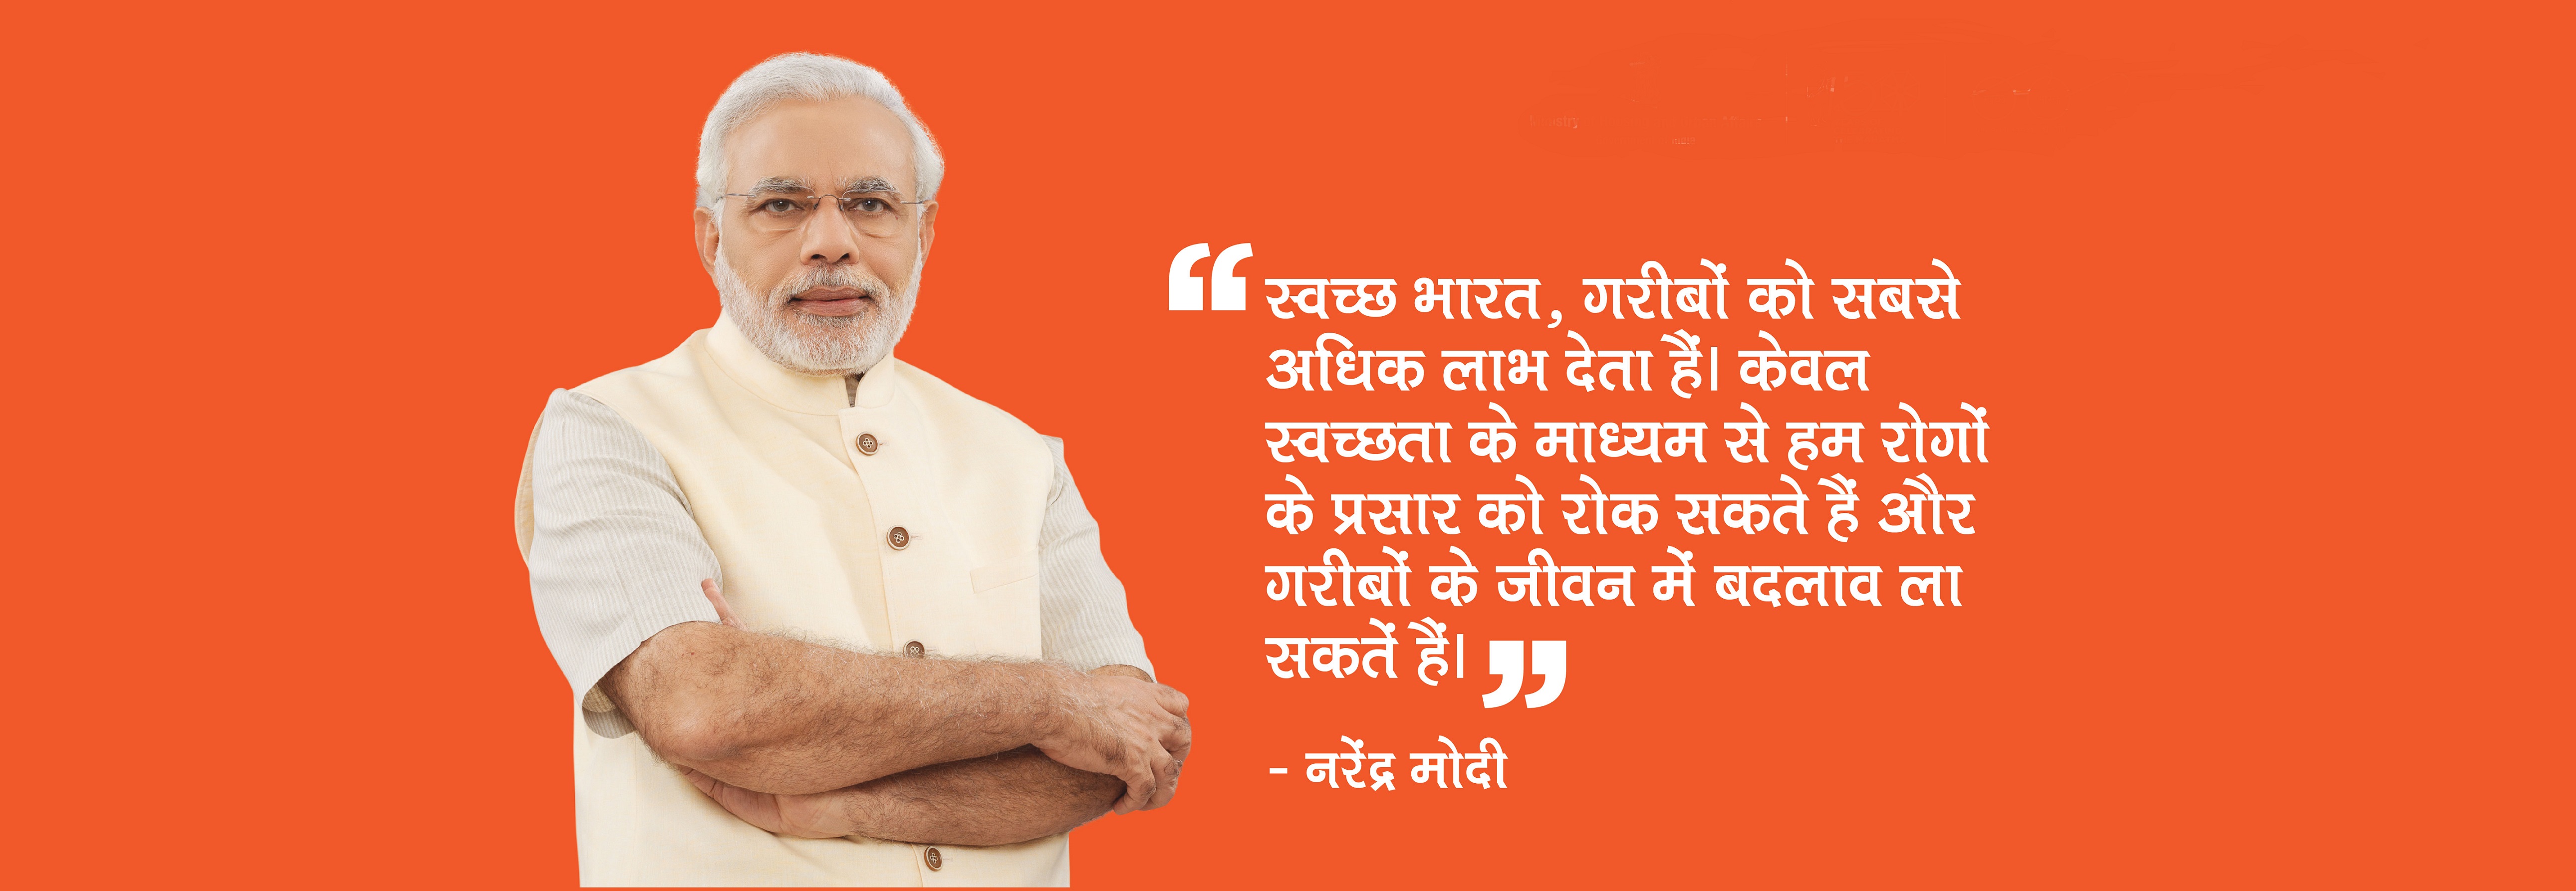 “स्वच्छ भारत, गरीबों को सबसे
अधिक लाभ देता हैं। केवल
स्वच्छता के माध्यम से हम रोगों
के प्रसार को रोक सकते हैं और
गरीबों के जीवन में बदलाव ला
सकतें हैं।”
- नरेंद्र मोदी